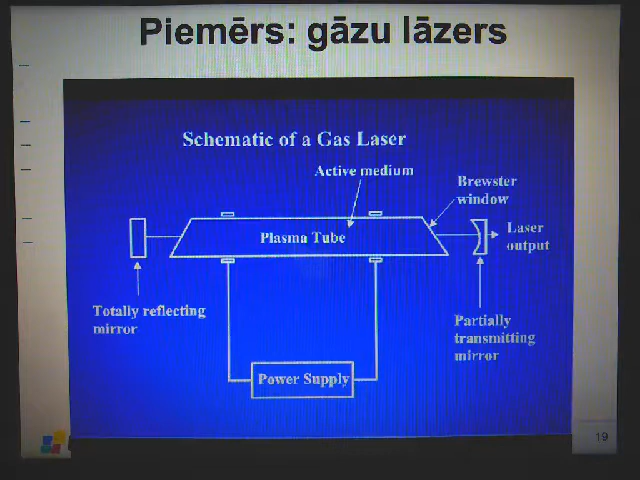 Piemērs: gāzu lāzers
Schematic of a Gas Laser
Active medium
Brewster
window
Plasma Tube
Laser
output
Totally reflecting
mirror
Partially
transmitting
mirror
Power Supply
19